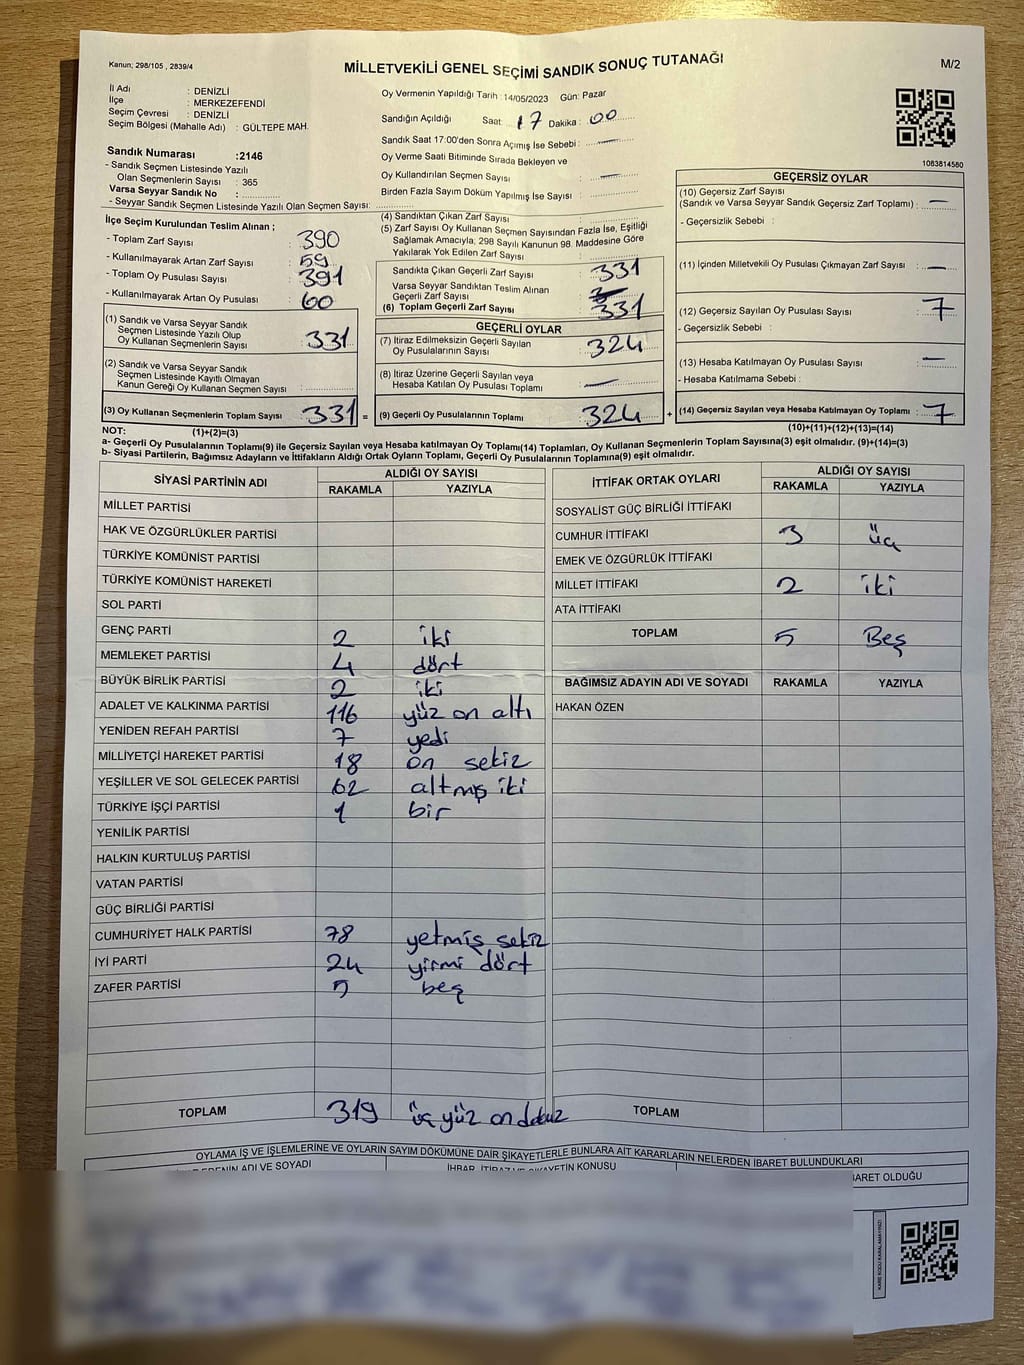 Kanun; 298/105 , 2839/4
MİLLETVEKİLİ GENEL SEÇİMİ SANDIK SONUÇ TUTANAĞI
M/2
İl Adı : DENİZLİ
İlçe : MERKEZEFENDİ
Seçim Çevresi : DENİZLİ
Seçim Bölgesi (Mahalle Adı) : GÜLTEPE MAH.
Sandık Numarası :2146
- Sandık Seçmen Listesinde Yazılı
Olan Seçmenlerin Sayısı : 365
Varsa Seyyar Sandık No :
- Seyyar Sandık Seçmen Listesinde Yazılı Olan Seçmen Sayısı:
Oy Vermenin Yapıldığı Tarih : 14/05/2023 Gün: Pazar
Sandığın Açıldığı Saat 17 Dakika : 00
Sandık Saat 17:00'den Sonra Açımış İse Sebebi : —
Oy Verme Saati Bitiminde Sırada Bekleyen ve
Oy Kullandırılan Seçmen Sayısı : —
Birden Fazla Sayım Döküm Yapılmış İse Sayısı : —
1083814560
İlçe Seçim Kurulundan Teslim Alınan ;
- Toplam Zarf Sayısı : 390
- Kullanılmayarak Artan Zarf Sayısı : 59
- Toplam Oy Pusulası Sayısı : 391
- Kullanılmayarak Artan Oy Pusulası : 60
(1) Sandık ve Varsa Seyyar Sandık
Seçmen Listesinde Yazılı Olup
Oy Kullanan Seçmenlerin Sayısı : 331
(2) Sandık ve Varsa Seyyar Sandık
Seçmen Listesinde Kayıtlı Olmayan
Kanun Gereği Oy Kullanan Seçmen Sayısı :
(3) Oy Kullanan Seçmenlerin Toplam Sayısı : 331 =
(4) Sandıktan Çıkan Zarf Sayısı :
(5) Zarf Sayısı Oy Kullanan Seçmen Sayısından Fazla İse, Eşitliği
Sağlamak Amacıyla, 298 Sayılı Kanunun 98. Maddesine Göre
Yakılarak Yok Edilen Zarf Sayısı :
Sandıkta Çıkan Geçerli Zarf Sayısı : 331
Varsa Seyyar Sandıktan Teslim Alınan
Geçerli Zarf Sayısı :
(6) Toplam Geçerli Zarf Sayısı : 331
GEÇERLİ OYLAR
(7) İtiraz Edilmeksizin Geçerli Sayılan
Oy Pusulalarının Sayısı : 324
(8) İtiraz Üzerine Geçerli Sayılan veya
Hesaba Katılan Oy Pusulası Toplamı : —
(9) Geçerli Oy Pusulalarının Toplamı : 324 +
GEÇERSİZ OYLAR
(10) Geçersiz Zarf Sayısı
(Sandık ve Varsa Seyyar Sandık Geçersiz Zarf Toplamı) : —
- Geçersizlik Sebebi :
(11) İçinden Milletvekili Oy Pusulası Çıkmayan Zarf Sayısı : —
(12) Geçersiz Sayılan Oy Pusulası Sayısı : 7
- Geçersizlik Sebebi :
(13) Hesaba Katılmayan Oy Pusulası Sayısı : —
- Hesaba Katılmama Sebebi :
(14) Geçersiz Sayılan veya Hesaba Katılmayan Oy Toplamı : 7
NOT: (1)+(2)=(3) (10)+(11)+(12)+(13)=(14)
a- Geçerli Oy Pusulalarının Toplamı(9) ile Geçersiz Sayılan veya Hesaba katılmayan Oy Toplamı(14) Toplamları, Oy Kullanan Seçmenlerin Toplam Sayısına(3) eşit olmalıdır. (9)+(14)=(3)
b- Siyasi Partilerin, Bağımsız Adayların ve İttifakların Aldığı Ortak Oyların Toplamı, Geçerli Oy Pusulalarının Toplamına(9) eşit olmalıdır.
SİYASİ PARTİNİN ADI ALDIĞI OY SAYISI
RAKAMLA YAZIYLA
MİLLET PARTİSİ
HAK VE ÖZGÜRLÜKLER PARTİSİ
TÜRKİYE KOMÜNİST PARTİSİ
TÜRKİYE KOMÜNİST HAREKETİ
SOL PARTİ
GENÇ PARTİ 2 iki
MEMLEKET PARTİSİ 4 dört
BÜYÜK BİRLİK PARTİSİ 2 iki
ADALET VE KALKINMA PARTİSİ 116 yüz on altı
YENİDEN REFAH PARTİSİ 7 yedi
MİLLİYETÇİ HAREKET PARTİSİ 18 on sekiz
YEŞİLLER VE SOL GELECEK PARTİSİ 62 altmış iki
TÜRKİYE İŞÇİ PARTİSİ 1 bir
YENİLİK PARTİSİ
HALKIN KURTULUŞ PARTİSİ
VATAN PARTİSİ
GÜÇ BİRLİĞİ PARTİSİ
CUMHURİYET HALK PARTİSİ 78 yetmiş sekiz
İYİ PARTİ 24 yirmi dört
ZAFER PARTİSİ 5 beş
TOPLAM 319 üç yüz on dokuz
İTTİFAK ORTAK OYLARI ALDIĞI OY SAYISI
RAKAMLA YAZIYLA
SOSYALİST GÜÇ BİRLİĞİ İTTİFAKI
CUMHUR İTTİFAKI 3 üç
EMEK VE ÖZGÜRLÜK İTTİFAKI
MİLLET İTTİFAKI 2 iki
ATA İTTİFAKI
TOPLAM 5 Beş
BAĞIMSIZ ADAYIN ADI VE SOYADI RAKAMLA YAZIYLA
HAKAN ÖZEN
TOPLAM
OYLAMA İŞ VE İŞLEMLERİNE VE OYLARIN SAYIM DÖKÜMÜNE DAİR ŞİKAYETLERLE BUNLARA AİT KARARLARIN NELERDEN İBARET BULUNDUKLARI
EDENİN ADI VE SOYADI İHBAR, İTİRAZ VE ŞİKAYETİN KONUSU BARET OLDUĞU
KARE KODU KARALAMAYINIZ!